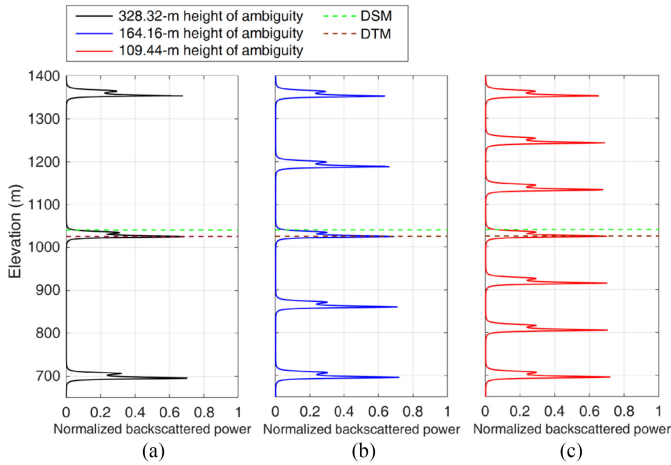 328.32-m height of ambiguity
DSM
164.16-m height of ambiguity
DTM
109.44-m height of ambiguity
Elevation (m)
1400
1300
1200
1100
1000
900
800
700
0 0.2 0.4 0.6 0.8 1
0 0.2 0.4 0.6 0.8 1
0 0.2 0.4 0.6 0.8 1
Normalized backscattered power
Normalized backscattered power
Normalized backscattered power
(a)
(b)
(c)